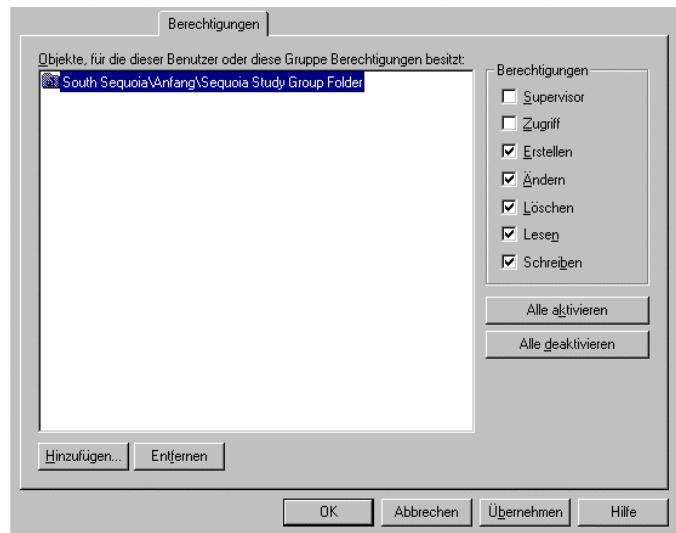 Berechtigungen
Objekte, für die dieser Benutzer oder diese Gruppe Berechtigungen besitzt:
South Sequoia\Anfang\Sequoia Study Group Folder
Berechtigungen
Supervisor
Zugriff
Erstellen
Ändern
Löschen
Lesen
Schreiben
Alle aktivieren
Alle deaktivieren
Hinzufügen... Entfernen
OK Abbrechen Übernehmen Hilfe